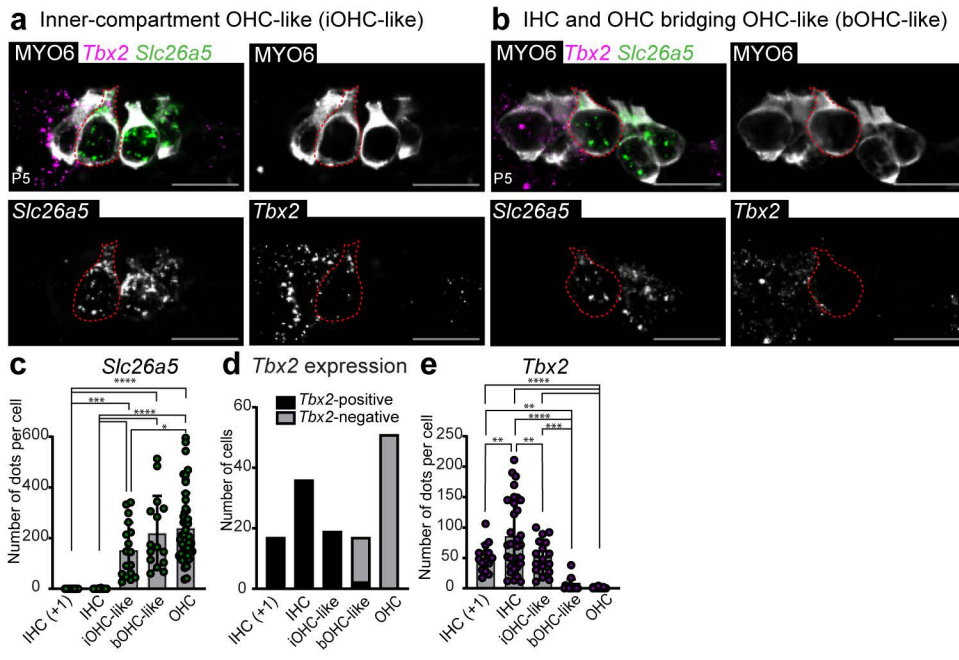 a Inner-compartment OHC-like (iOHC-like)
MYO6 Tbx2 Slc26a5
MYO6
P5
Slc26a5
Tbx2
b IHC and OHC bridging OHC-like (bOHC-like)
MYO6 Tbx2 Slc26a5
MYO6
P5
Slc26a5
Tbx2
c
Slc26a5
****
***
****
*
Number of dots per cell
600
400
200
0
IHC (+1)
IHC
iOHC-like
bOHC-like
OHC
d Tbx2 expression
Tbx2-positive
Tbx2-negative
Number of cells
60
40
20
0
IHC (+1)
IHC
iOHC-like
bOHC-like
OHC
e
Tbx2
****
**
****
***
**
**
Number of dots per cell
250
200
150
100
50
0
IHC (+1)
IHC
iOHC-like
bOHC-like
OHC